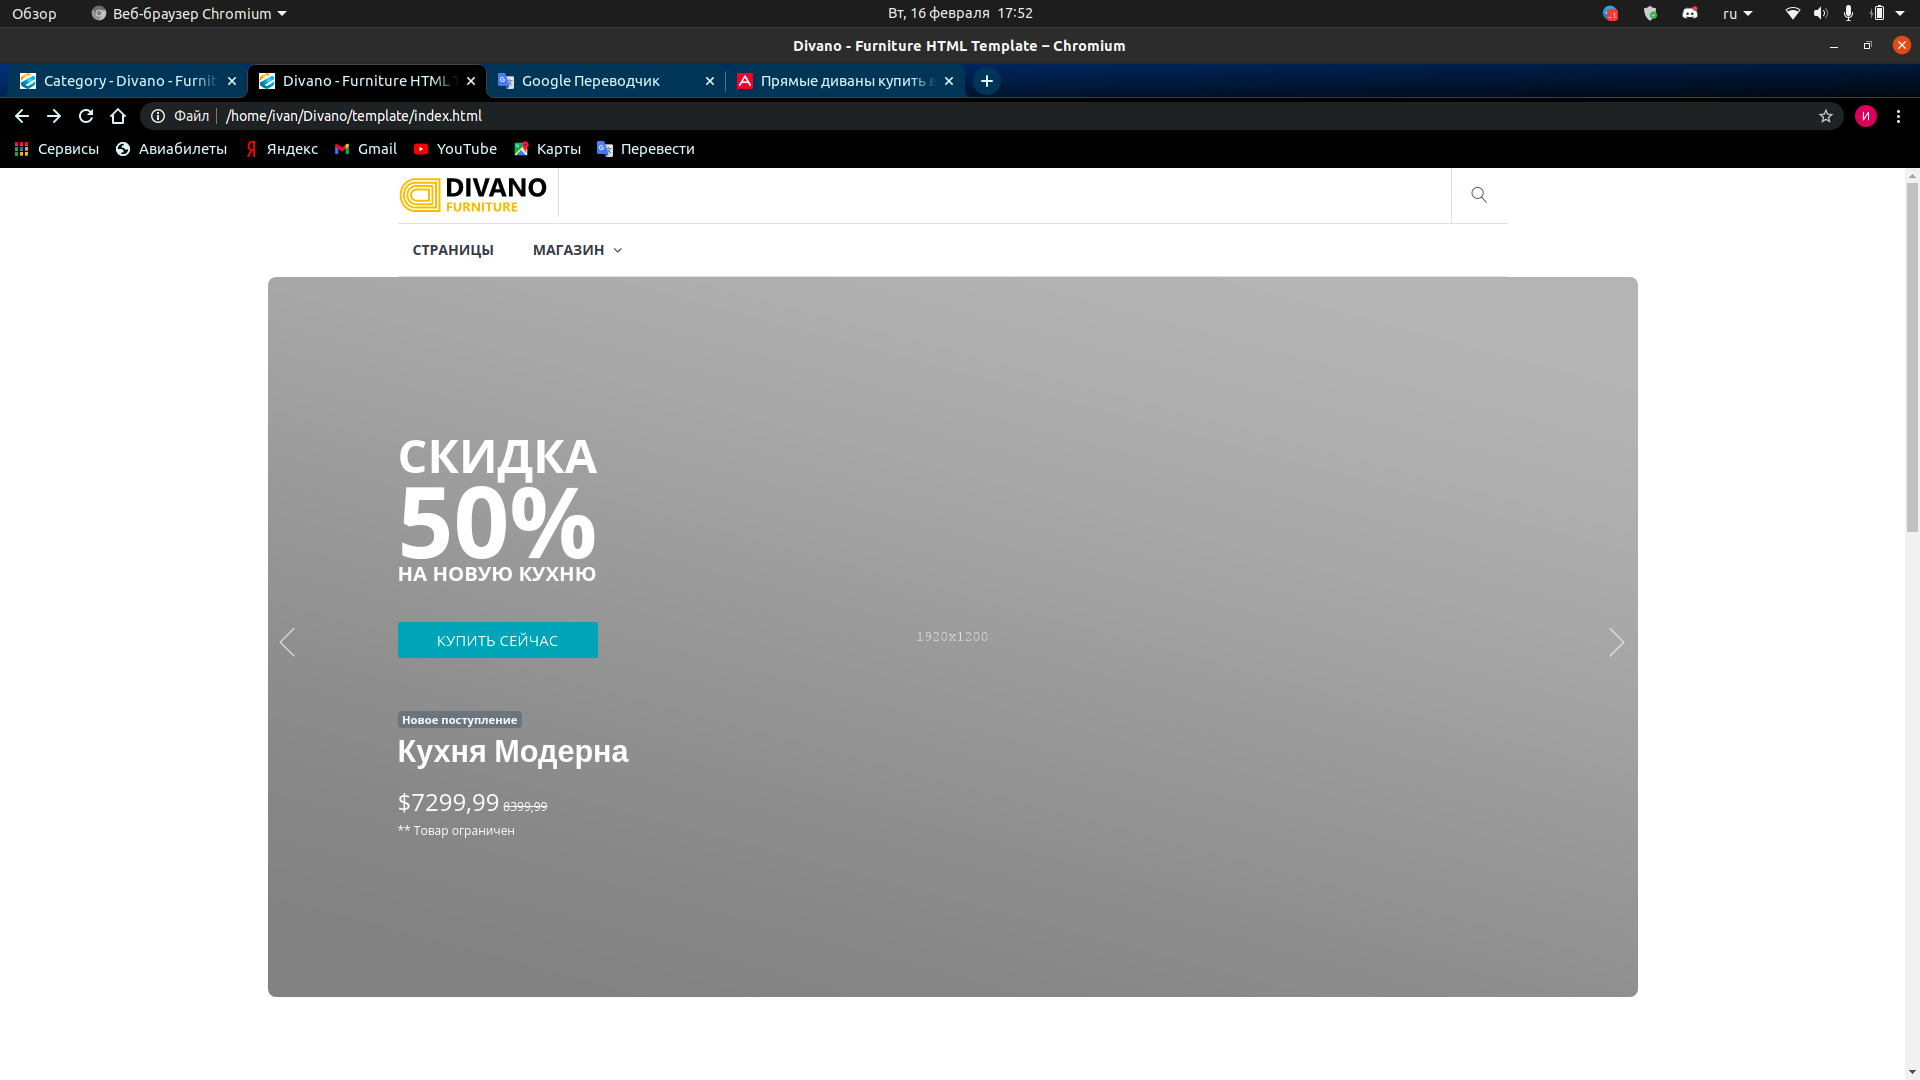 Обзор
Веб-браузер Chromium
Вт, 16 февраля 17:52
ru
Divano - Furniture HTML Template – Chromium
Category - Divano - Furnit
Divano - Furniture HTML T
Google Переводчик
Прямые диваны купить в
Файл
/home/ivan/Divano/template/index.html
И
Сервисы
Авиабилеты
Яндекс
Gmail
YouTube
Карты
Перевести
DIVANO
FURNITURE
СТРАНИЦЫ
МАГАЗИН
СКИДКА
50%
НА НОВУЮ КУХНЮ
КУПИТЬ СЕЙЧАС
1920x1200
Новое поступление
Кухня Модерна
$7299,99 8399,99
** Товар ограничен